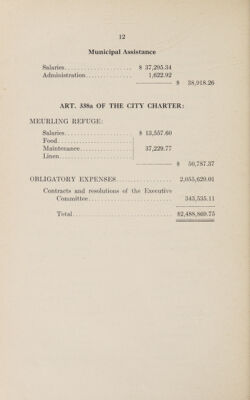 12
Municipal Assistance
Salaries..................... $ 37,295.34
Administration............... 1,622.92
$ 38,918.26
ART. 338a OF THE CITY CHARTER:
MEURLING REFUGE:
Salaries..................... $ 13,557.60
Food
Maintenance 37,229.77
Linen
$ 50,787.37
OBLIGATORY EXPENSES................ 2,055,629.01
Contracts and resolutions of the Executive
Committee........................ 343,535.11
Total........................... $2,488,869.75